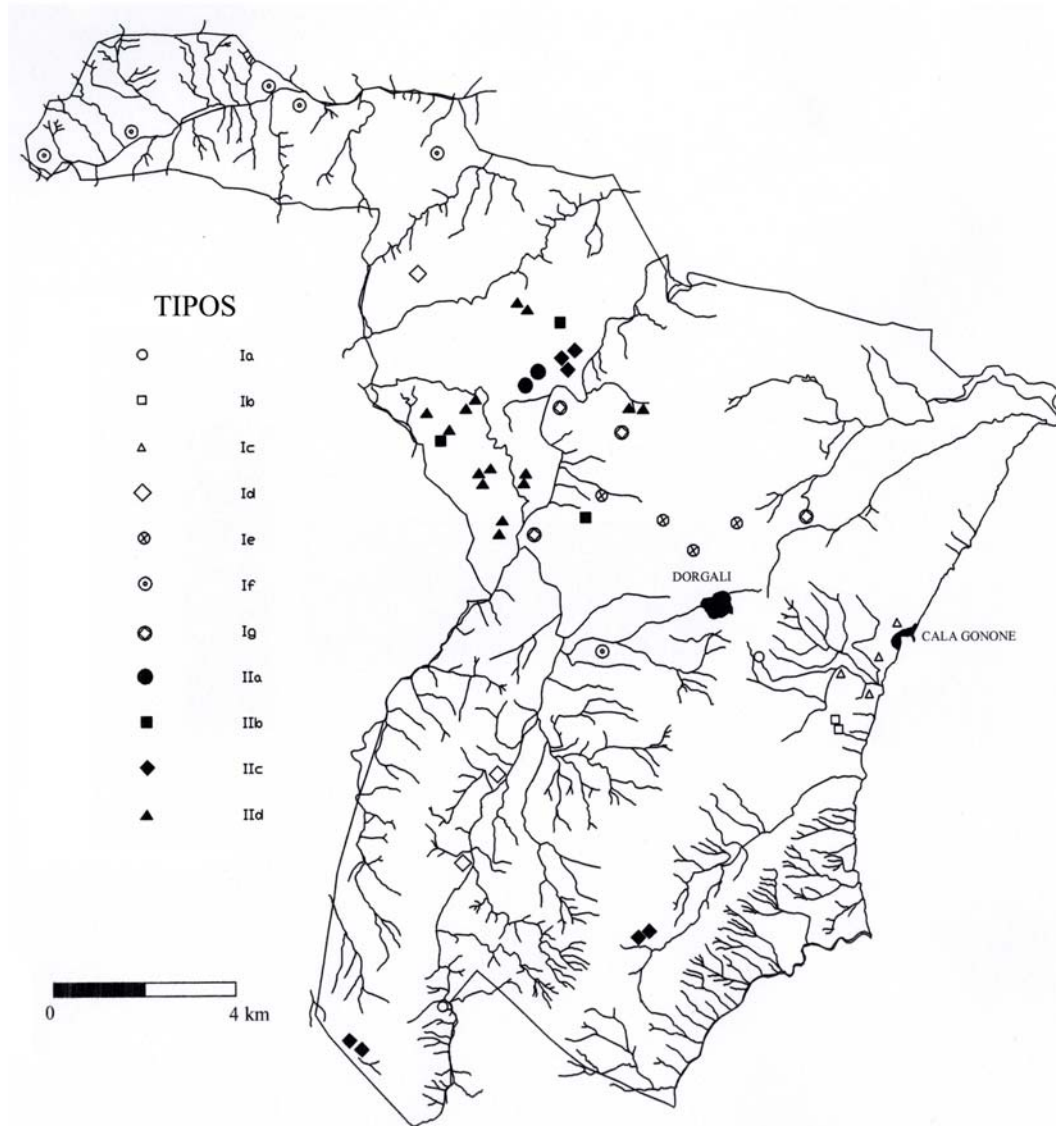 TIPOS
Ia
Ib
Ic
Id
Ie
If
Ig
IIa
IIb
IIc
IId
DORGALI
CALA GONONE
0 4 km